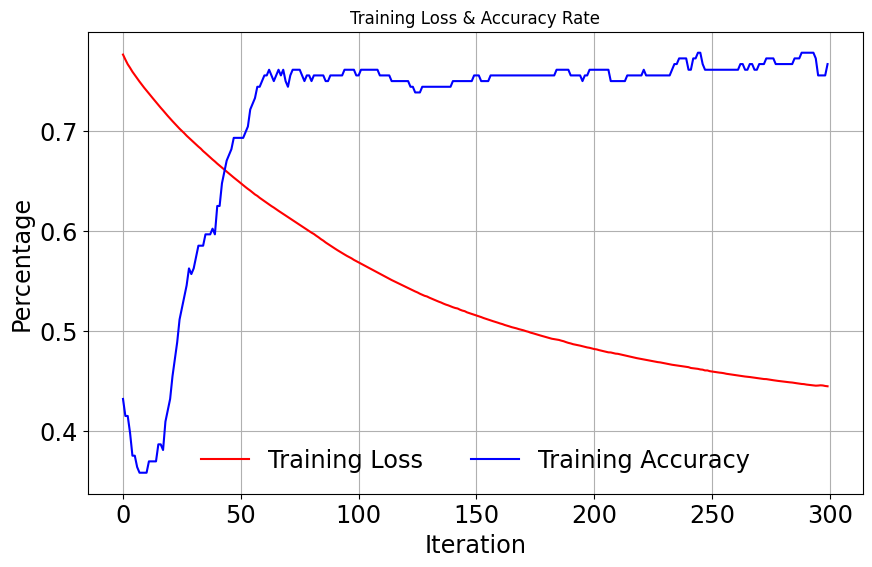 Training Loss & Accuracy Rate
Percentage
0.7
0.6
0.5
0.4
Training Loss
Training Accuracy
0
50
100
150
200
250
300
Iteration